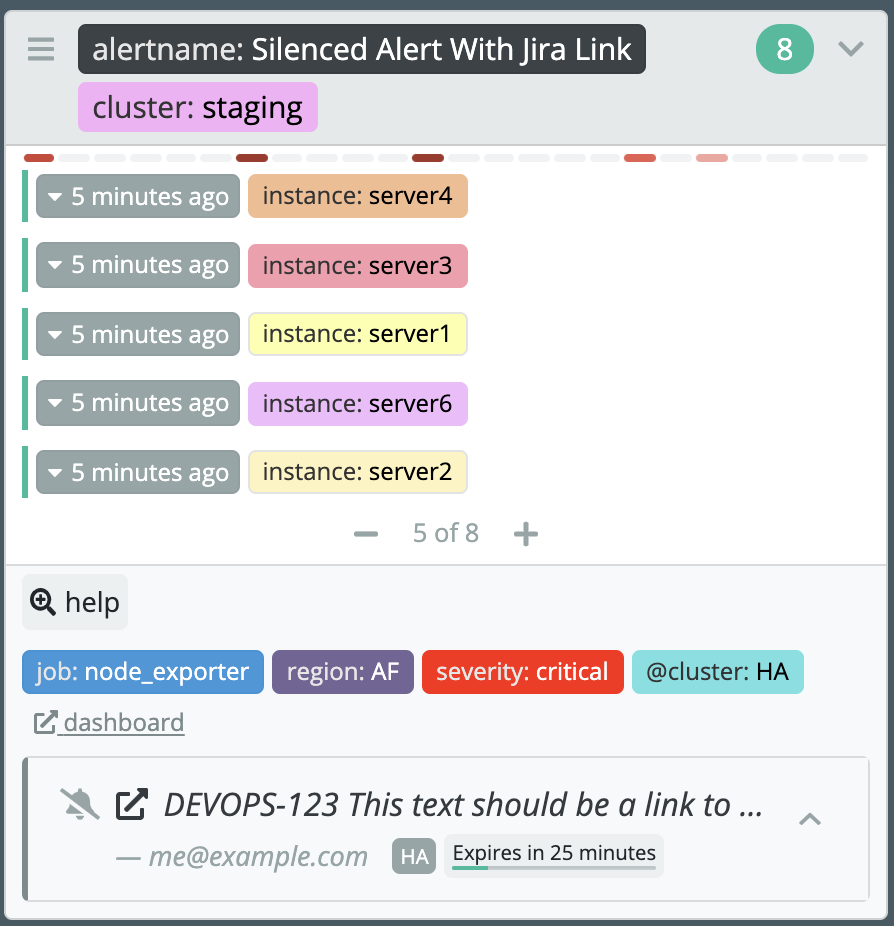 alertname: Silenced Alert With Jira Link 8
cluster: staging
5 minutes ago instance: server4
5 minutes ago instance: server3
5 minutes ago instance: server1
5 minutes ago instance: server6
5 minutes ago instance: server2
5 of 8
help
job: node_exporter region: AF severity: critical @cluster: HA
dashboard
DEVOPS-123 This text should be a link to ...
— me@example.com HA Expires in 25 minutes